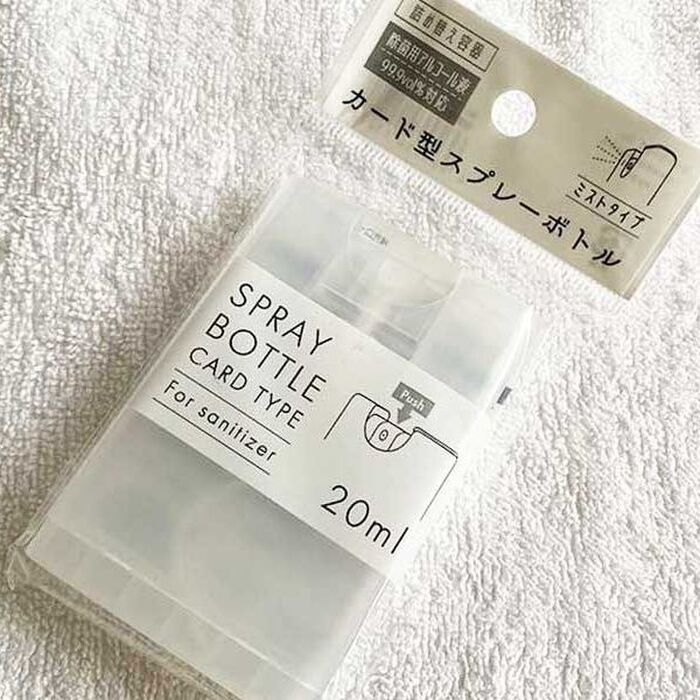 詰め替え容器
除菌用アルコール液
99.9vol%対応
カード型スプレーボトル
ミストタイプ
SPRAY
BOTTLE
CARD TYPE
For sanitizer
Push
20ml